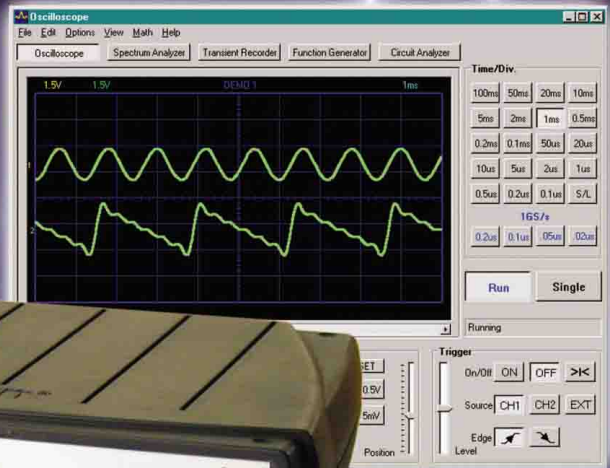 Oscilloscope
File Edit Options View Math Help
Oscilloscope Spectrum Analyzer Transient Recorder Function Generator Circuit Analyzer
1.5V 1.5V DEMO 1 1ms
1
2
Time/Div.
100ms 50ms 20ms 10ms
5ms 2ms 1ms 0.5ms
0.2ms 0.1ms 50us 20us
10us 5us 2us 1us
0.5us 0.2us 0.1us S/L
1GS/s
0.2us 0.1us .05us .02us
Run Single
Running
0.5V
5mV
Position
Trigger
On/Off ON OFF >|<
Source CH1 CH2 EXT
Edge
Level